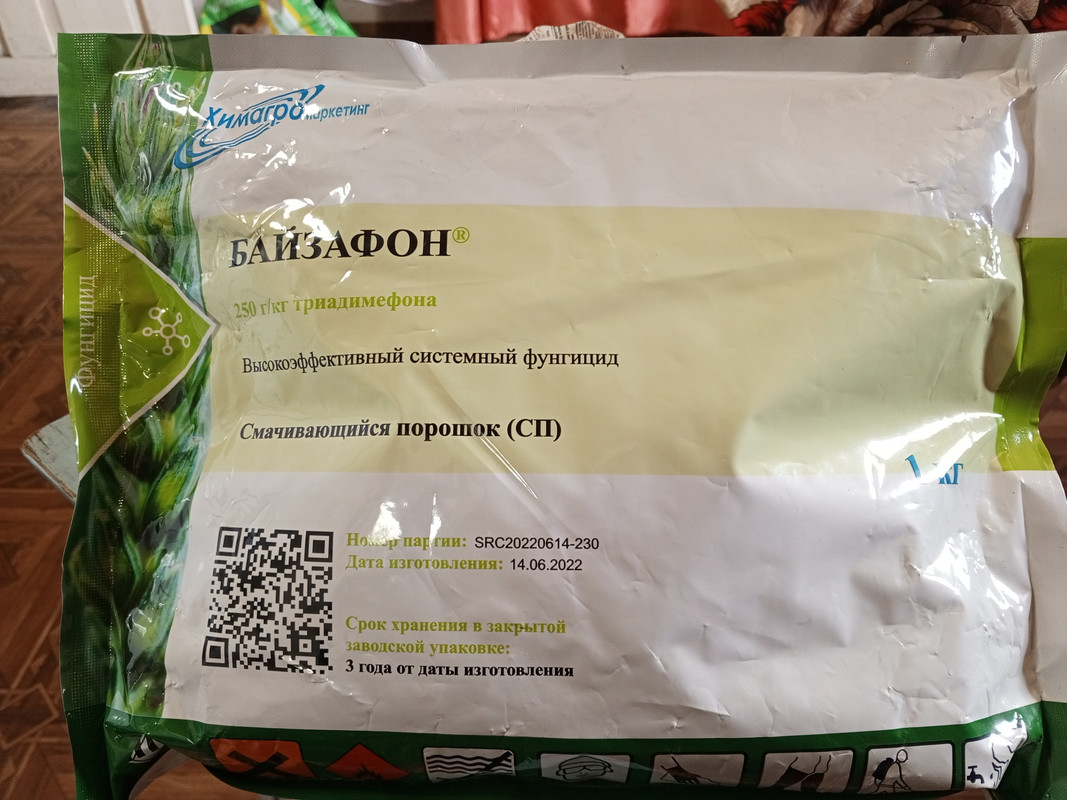 Химагро маркетинг
Фунгицид
БАЙЗАФОН®
250 г/кг триадимефона
Высокоэффективный системный фунгицид
Смачивающийся порошок (СП)
1 кг
Номер партии: SRC20220614-230
Дата изготовления: 14.06.2022
Срок хранения в закрытой
заводской упаковке:
3 года от даты изготовления